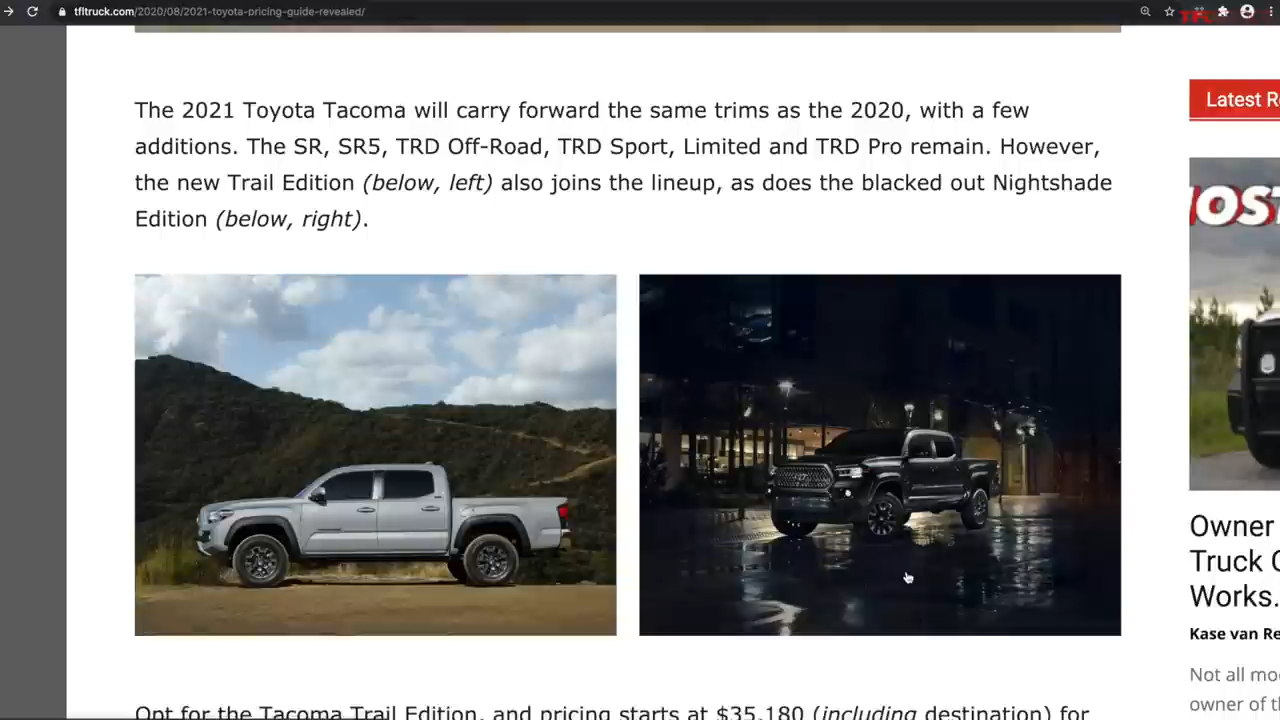 tfltruck.com/2020/08/2021-toyota-pricing-guide-revealed/
The 2021 Toyota Tacoma will carry forward the same trims as the 2020, with a few
additions. The SR, SR5, TRD Off-Road, TRD Sport, Limited and TRD Pro remain. However,
the new Trail Edition (below, left) also joins the lineup, as does the blacked out Nightshade
Edition (below, right).
Opt for the Tacoma Trail Edition, and pricing starts at $35,180 (including destination) for
Latest R
OST
Owner
Truck
Works.
Kase van Re
Not all mo
owner of